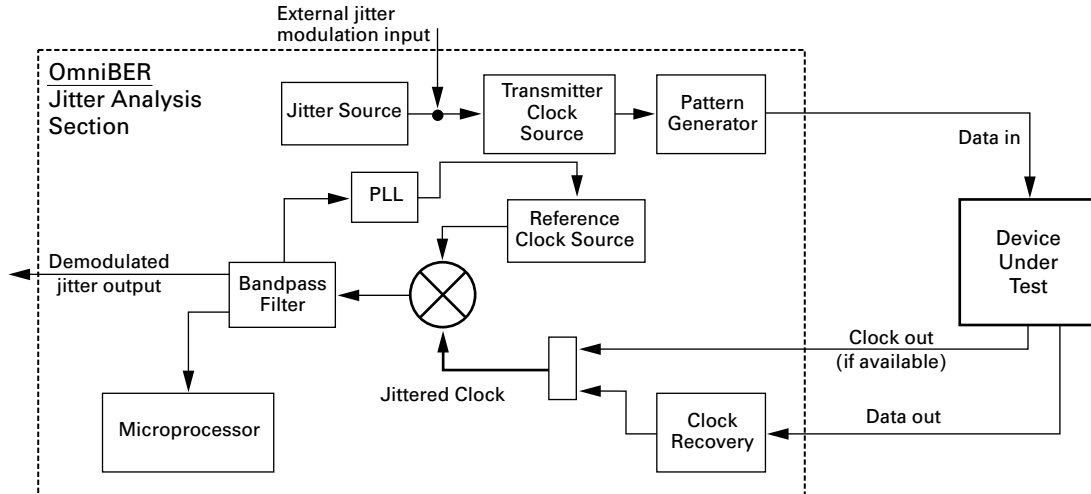 External jitter
modulation input
OmniBER
Jitter Analysis
Section
Jitter Source
Transmitter
Clock
Source
Pattern
Generator
Data in
PLL
Reference
Clock Source
Device
Under
Test
Demodulated
jitter output
Bandpass
Filter
Clock out
(if available)
Jittered Clock
Microprocessor
Clock
Recovery
Data out